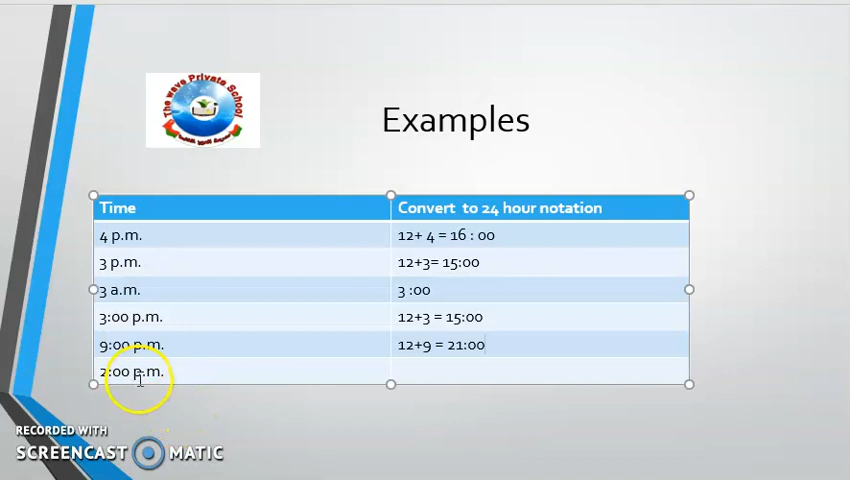 The wave Private School
Examples
Time Convert to 24 hour notation
4 p.m. 12+ 4 = 16 : 00
3 p.m. 12+3= 15:00
3 a.m. 3 :00
3:00 p.m. 12+3 = 15:00
9:00 p.m. 12+9 = 21:00
2:00 p.m.
RECORDED WITH
SCREENCAST MATIC